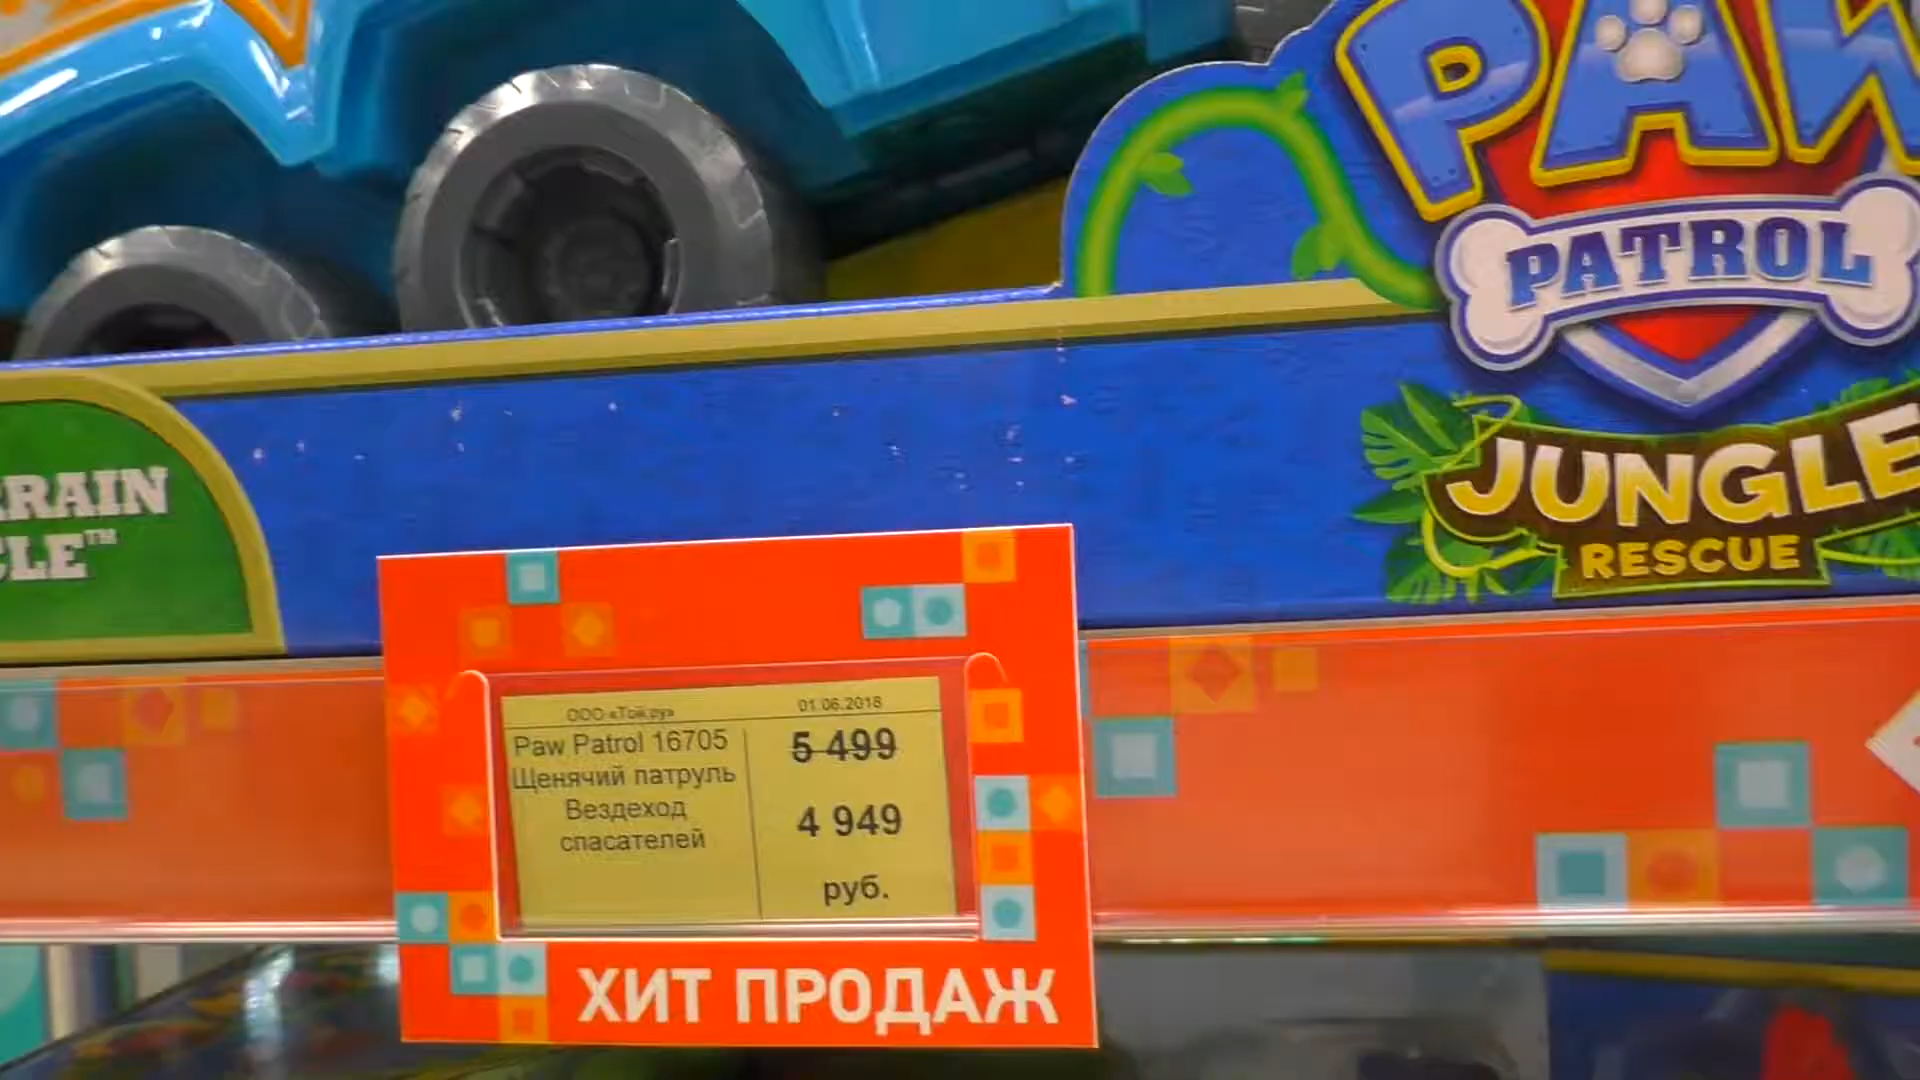 PAW
PATROL
JUNGLE
RESCUE
RRAIN
CLE™
ООО «Той.ру»
01.06.2018
Paw Patrol 16705
Щенячий патруль
Вездеход
спасателей
5 499
4 949
руб.
ХИТ ПРОДАЖ